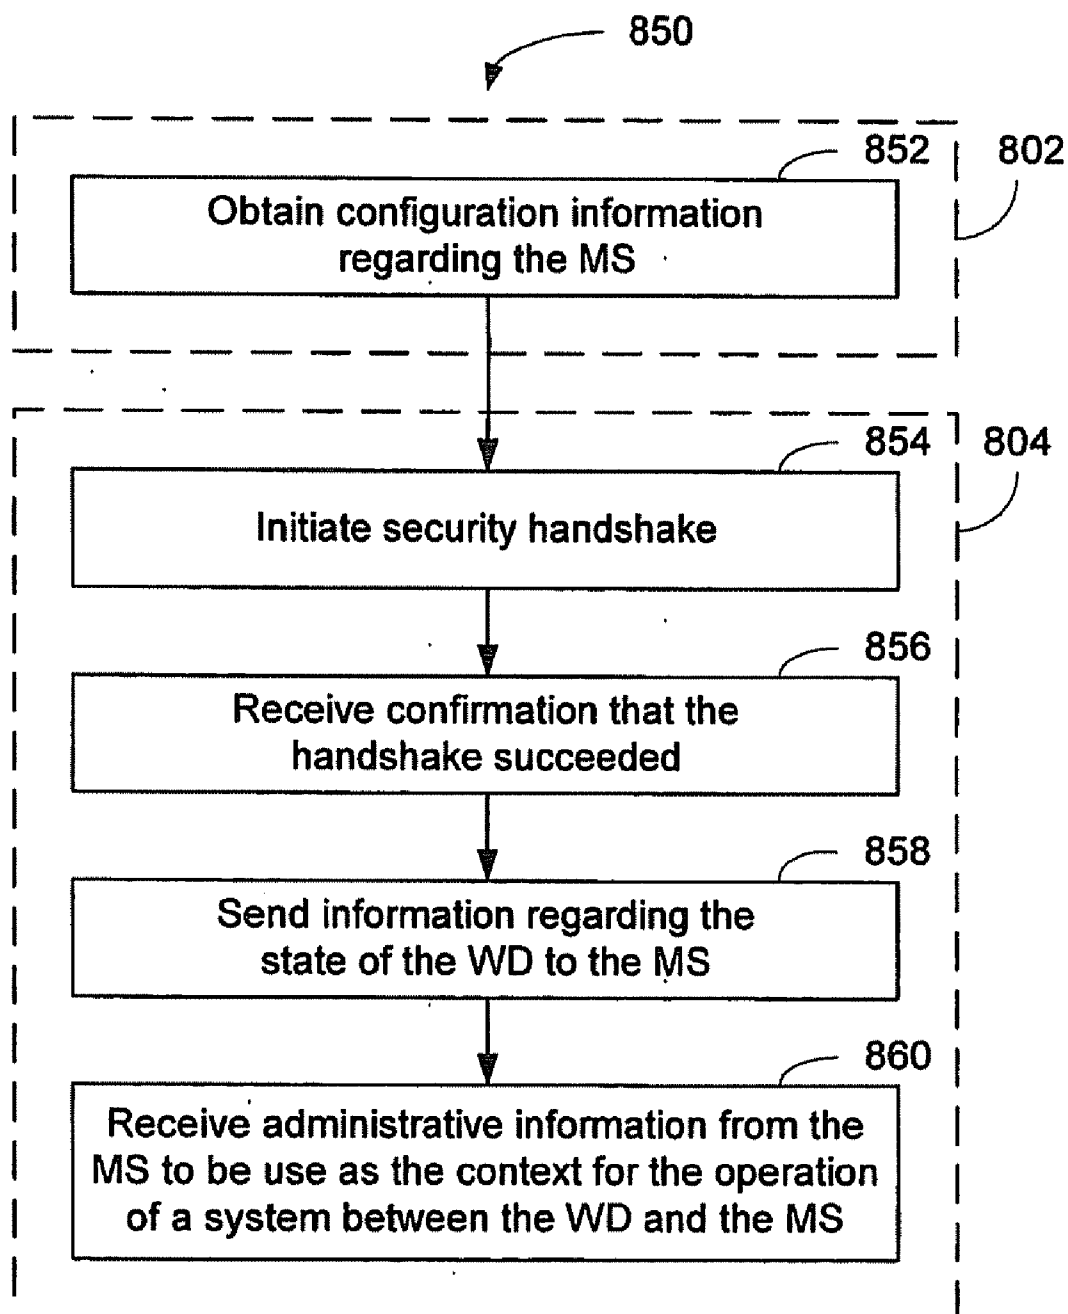 850
852
802
Obtain configuration information
regarding the MS
854
804
Initiate security handshake
856
Receive confirmation that the
handshake succeeded
858
Send information regarding the
state of the WD to the MS
860
Receive administrative information from the
MS to be use as the context for the operation
of a system between the WD and the MS